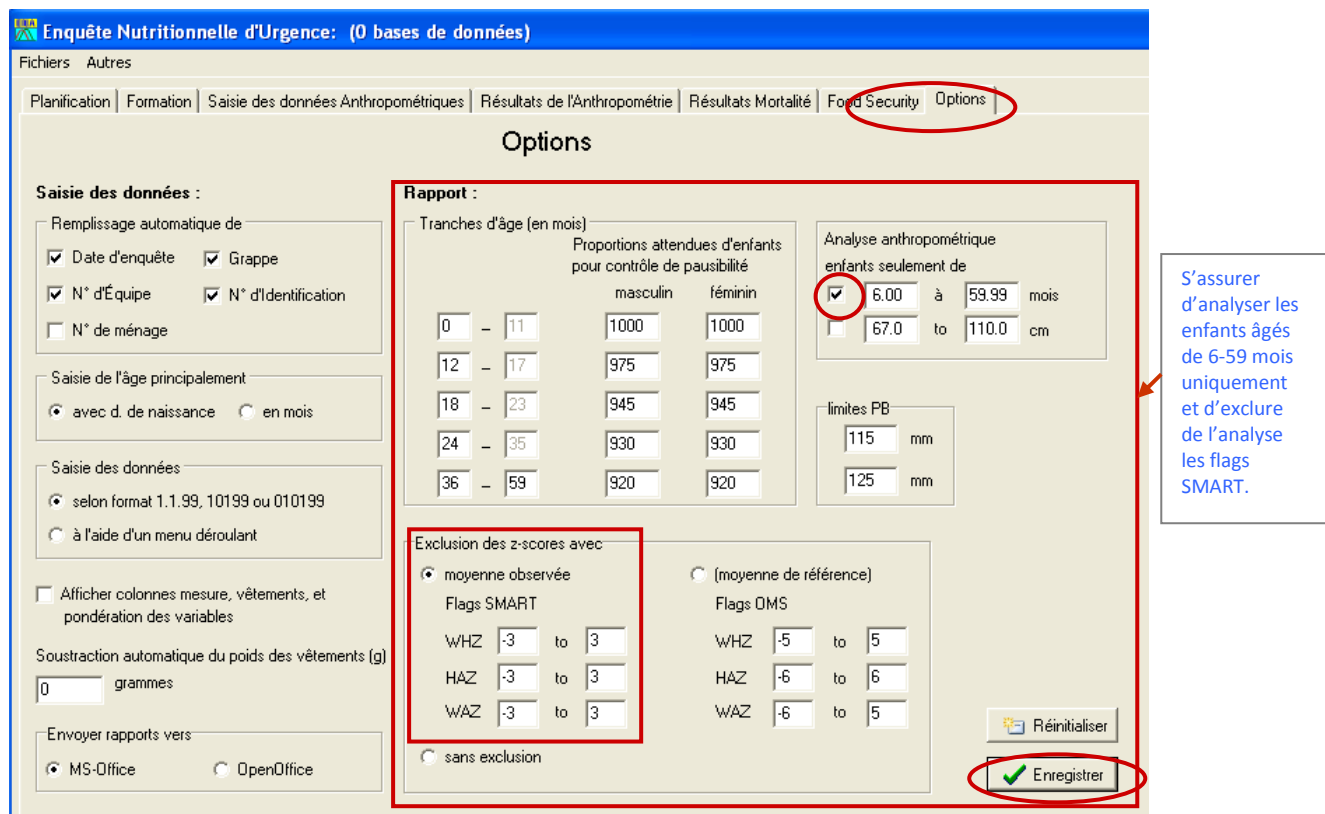 ENA
Enquête Nutritionnelle d'Urgence: (0 bases de données)
Fichiers Autres
Planification Formation Saisie des données Anthropométriques Résultats de l'Anthropométrie Résultats Mortalité Food Security Options
Options
Saisie des données :
Remplissage automatique de
Date d'enquête Grappe
N° d'Équipe N° d'Identification
N° de ménage
Saisie de l'âge principalement
avec d. de naissance en mois
Saisie des données
selon format 1.1.99, 10199 ou 010199
à l'aide d'un menu déroulant
Afficher colonnes mesure, vêtements, et
pondération des variables
Soustraction automatique du poids des vêtements (g)
0 grammes
Envoyer rapports vers
MS-Office OpenOffice
Rapport :
Tranches d'âge (en mois)
Proportions attendues d'enfants
pour contrôle de pausibilité
masculin féminin
0 – 11 1000 1000
12 – 17 975 975
18 – 23 945 945
24 – 35 930 930
36 – 59 920 920
Analyse anthropométrique
enfants seulement de
6.00 à 59.99 mois
67.0 to 110.0 cm
limites PB
115 mm
125 mm
Exclusion des z-scores avec
moyenne observée (moyenne de référence)
Flags SMART Flags OMS
WHZ -3 to 3 WHZ -5 to 5
HAZ -3 to 3 HAZ -6 to 6
WAZ -3 to 3 WAZ -6 to 5
sans exclusion
Réinitialiser
Enregistrer
S'assurer
d'analyser les
enfants âgés
de 6-59 mois
uniquement
et d'exclure
de l'analyse
les flags
SMART.